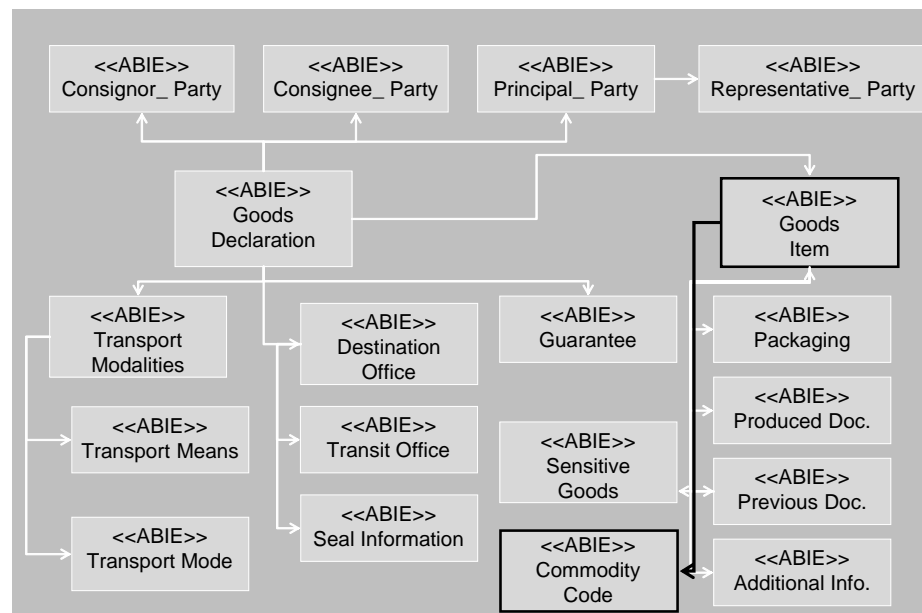 <<ABIE>>
Consignor_ Party
<<ABIE>>
Consignee_ Party
<<ABIE>>
Principal_ Party
<<ABIE>>
Representative_ Party
<<ABIE>>
Goods
Declaration
<<ABIE>>
Goods
Item
<<ABIE>>
Transport
Modalities
<<ABIE>>
Destination
Office
<<ABIE>>
Guarantee
<<ABIE>>
Packaging
<<ABIE>>
Transport Means
<<ABIE>>
Transit Office
<<ABIE>>
Sensitive
Goods
<<ABIE>>
Produced Doc.
<<ABIE>>
Previous Doc.
<<ABIE>>
Transport Mode
<<ABIE>>
Seal Information
<<ABIE>>
Commodity
Code
<<ABIE>>
Additional Info.